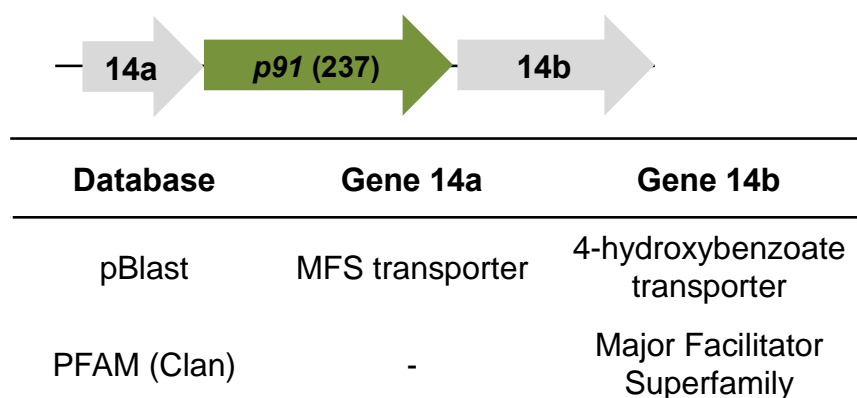 14a p91 (237) 14b
Database Gene 14a Gene 14b
pBlast MFS transporter 4-hydroxybenzoate
transporter
PFAM (Clan) - Major Facilitator
Superfamily